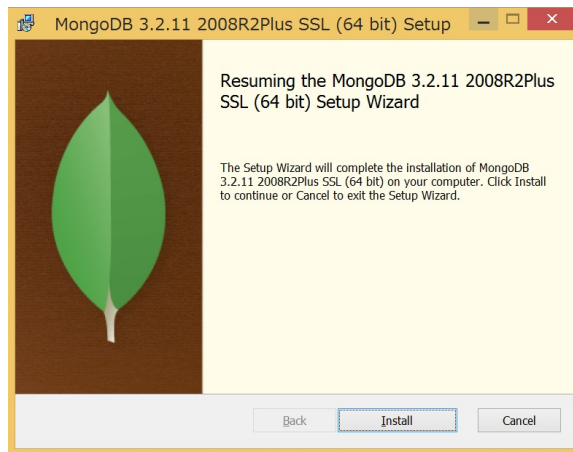 MongoDB 3.2.11 2008R2Plus SSL (64 bit) Setup
Resuming the MongoDB 3.2.11 2008R2Plus
SSL (64 bit) Setup Wizard
The Setup Wizard will complete the installation of MongoDB
3.2.11 2008R2Plus SSL (64 bit) on your computer. Click Install
to continue or Cancel to exit the Setup Wizard.
Back
Install
Cancel